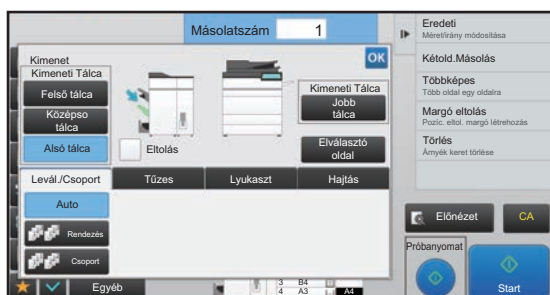 Másolatszám 1
Kimenet
OK
Kimeneti Tálca
Felső tálca
Középso
tálca
Alsó tálca
Eltolás
Kimeneti Tálca
Jobb
tálca
Elválasztó
oldal
Levál./Csoport
Tűzes
Lyukaszt
Hajtás
Auto
Rendezés
Csoport
Egyéb
3 B4
4 A3
A4
Eredeti
Méret/irány módosítása
Kétold.Másolás
Többképes
Több oldal egy oldalra
Margó eltolás
Pozic. eltol. margó létrehozás
Törlés
Árnyék keret törlése
Előnézet
CA
Próbanyomat
Start